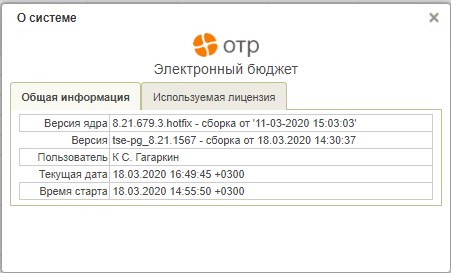 О системе
отр
Электронный бюджет
Общая информация Используемая лицензия
Версия ядра 8.21.679.3.hotfix - сборка от '11-03-2020 15:03:03'
Версия tse-pg_8.21.1567 - сборка от 18.03.2020 14:30:37
Пользователь К С. Гагаркин
Текущая дата 18.03.2020 16:49:45 +0300
Время старта 18.03.2020 14:55:50 +0300